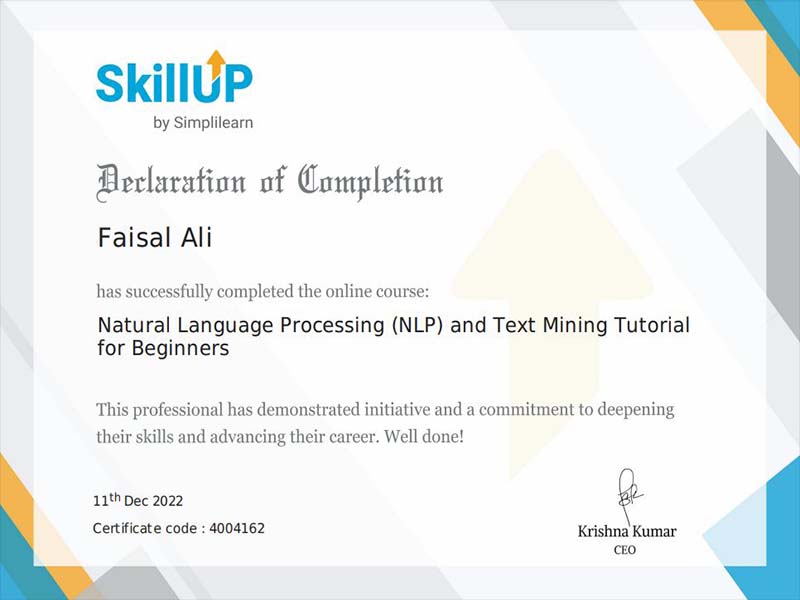 SkillUP
by Simplilearn
Declaration of Completion
Faisal Ali
has successfully completed the online course:
Natural Language Processing (NLP) and Text Mining Tutorial
for Beginners
This professional has demonstrated initiative and a commitment to deepening
their skills and advancing their career. Well done!
11th Dec 2022
Certificate code : 4004162
Krishna Kumar
CEO